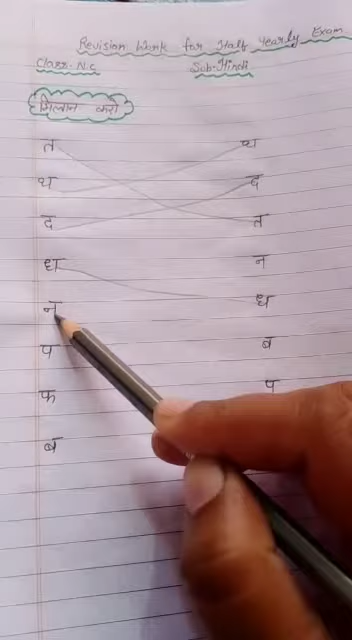 Revision Work for Half Yearly Exam
Class-N.C Sub-Hindi
मिलान करो
त थ
थ द
द त
ध न
न ध
प ब
फ प
ब